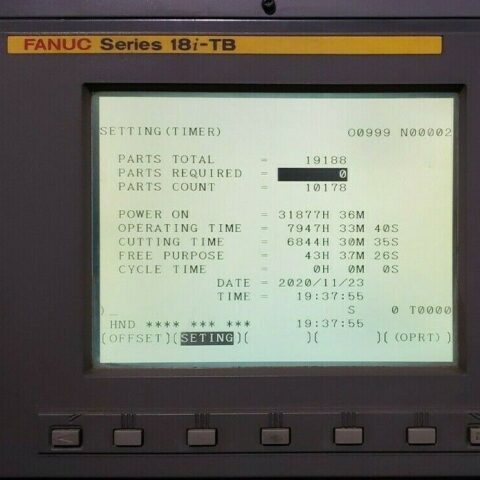 FANUC Series 18i-TB
SETTING(TIMER) O0999 N00002
PARTS TOTAL = 19188
PARTS REQUIRED = 0
PARTS COUNT = 10178
POWER ON = 31877H 36M
OPERATING TIME = 7947H 33M 40S
CUTTING TIME = 6844H 30M 35S
FREE PURPOSE = 43H 37M 26S
CYCLE TIME = 0H 0M 0S
DATE = 2020/11/23
TIME = 19:37:55
)_ S 0 T0000
HND **** *** *** 19:37:55
(OFFSET)(SETING)( )( )( (OPRT) )